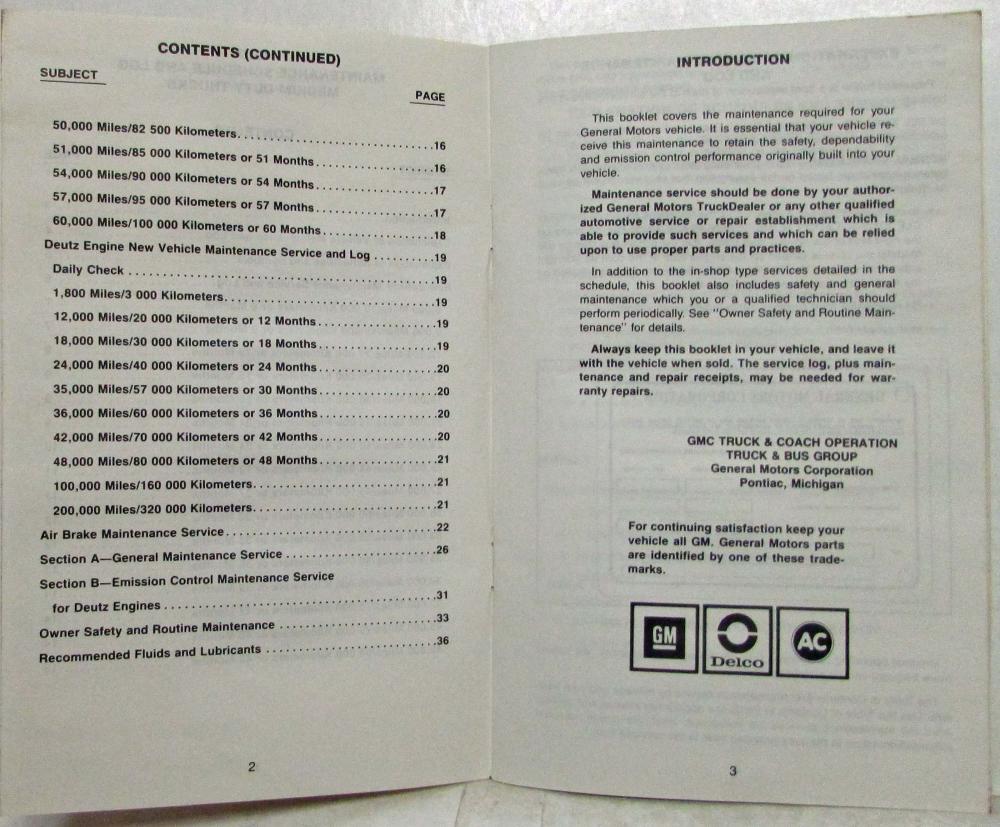 CONTENTS (CONTINUED)
SUBJECT
PAGE
50,000 Miles/82 500 Kilometers. . . . . . . . . . . . . . . . . . . . . . . . . . . . .16
51,000 Miles/85 000 Kilometers or 51 Months. . . . . . . . . . . . . . . . . .16
54,000 Miles/90 000 Kilometers or 54 Months. . . . . . . . . . . . . . . . . .17
57,000 Miles/95 000 Kilometers or 57 Months. . . . . . . . . . . . . . . . . .17
60,000 Miles/100 000 Kilometers or 60 Months. . . . . . . . . . . . . . . . .18
Deutz Engine New Vehicle Maintenance Service and Log . . . . . . . . .19
Daily Check . . . . . . . . . . . . . . . . . . . . . . . . . . . . . . . . . . . . . . . . . . . .19
1,800 Miles/3 000 Kilometers. . . . . . . . . . . . . . . . . . . . . . . . . . . . . . .19
12,000 Miles/20 000 Kilometers or 12 Months. . . . . . . . . . . . . . . . . .19
18,000 Miles/30 000 Kilometers or 18 Months. . . . . . . . . . . . . . . . . .19
24,000 Miles/40 000 Kilometers or 24 Months. . . . . . . . . . . . . . . . . .20
35,000 Miles/57 000 Kilometers or 30 Months. . . . . . . . . . . . . . . . . .20
36,000 Miles/60 000 Kilometers or 36 Months. . . . . . . . . . . . . . . . . .20
42,000 Miles/70 000 Kilometers or 42 Months. . . . . . . . . . . . . . . . . .20
48,000 Miles/80 000 Kilometers or 48 Months. . . . . . . . . . . . . . . . . .21
100,000 Miles/160 000 Kilometers. . . . . . . . . . . . . . . . . . . . . . . . . . .21
200,000 Miles/320 000 Kilometers. . . . . . . . . . . . . . . . . . . . . . . . . . .21
Air Brake Maintenance Service. . . . . . . . . . . . . . . . . . . . . . . . . . . . . . .22
Section A—General Maintenance Service . . . . . . . . . . . . . . . . . . . . . .26
Section B—Emission Control Maintenance Service
for Deutz Engines . . . . . . . . . . . . . . . . . . . . . . . . . . . . . . . . . . . . . . . .31
Owner Safety and Routine Maintenance . . . . . . . . . . . . . . . . . . . . . . .33
Recommended Fluids and Lubricants . . . . . . . . . . . . . . . . . . . . . . . . .36
2
INTRODUCTION
This booklet covers the maintenance required for your
General Motors vehicle. It is essential that your vehicle re-
ceive this maintenance to retain the safety, dependability
and emission control performance originally built into your
vehicle.
Maintenance service should be done by your author-
ized General Motors TruckDealer or any other qualified
automotive service or repair establishment which is
able to provide such services and which can be relied
upon to use proper parts and practices.
In addition to the in-shop type services detailed in the
schedule, this booklet also includes safety and general
maintenance which you or a qualified technician should
perform periodically. See "Owner Safety and Routine Main-
tenance" for details.
Always keep this booklet in your vehicle, and leave it
with the vehicle when sold. The service log, plus main-
tenance and repair receipts, may be needed for war-
ranty repairs.
GMC TRUCK & COACH OPERATION
TRUCK & BUS GROUP
General Motors Corporation
Pontiac, Michigan
For continuing satisfaction keep your
vehicle all GM. General Motors parts
are identified by one of these trade-
marks.
GM
Delco
AC
3